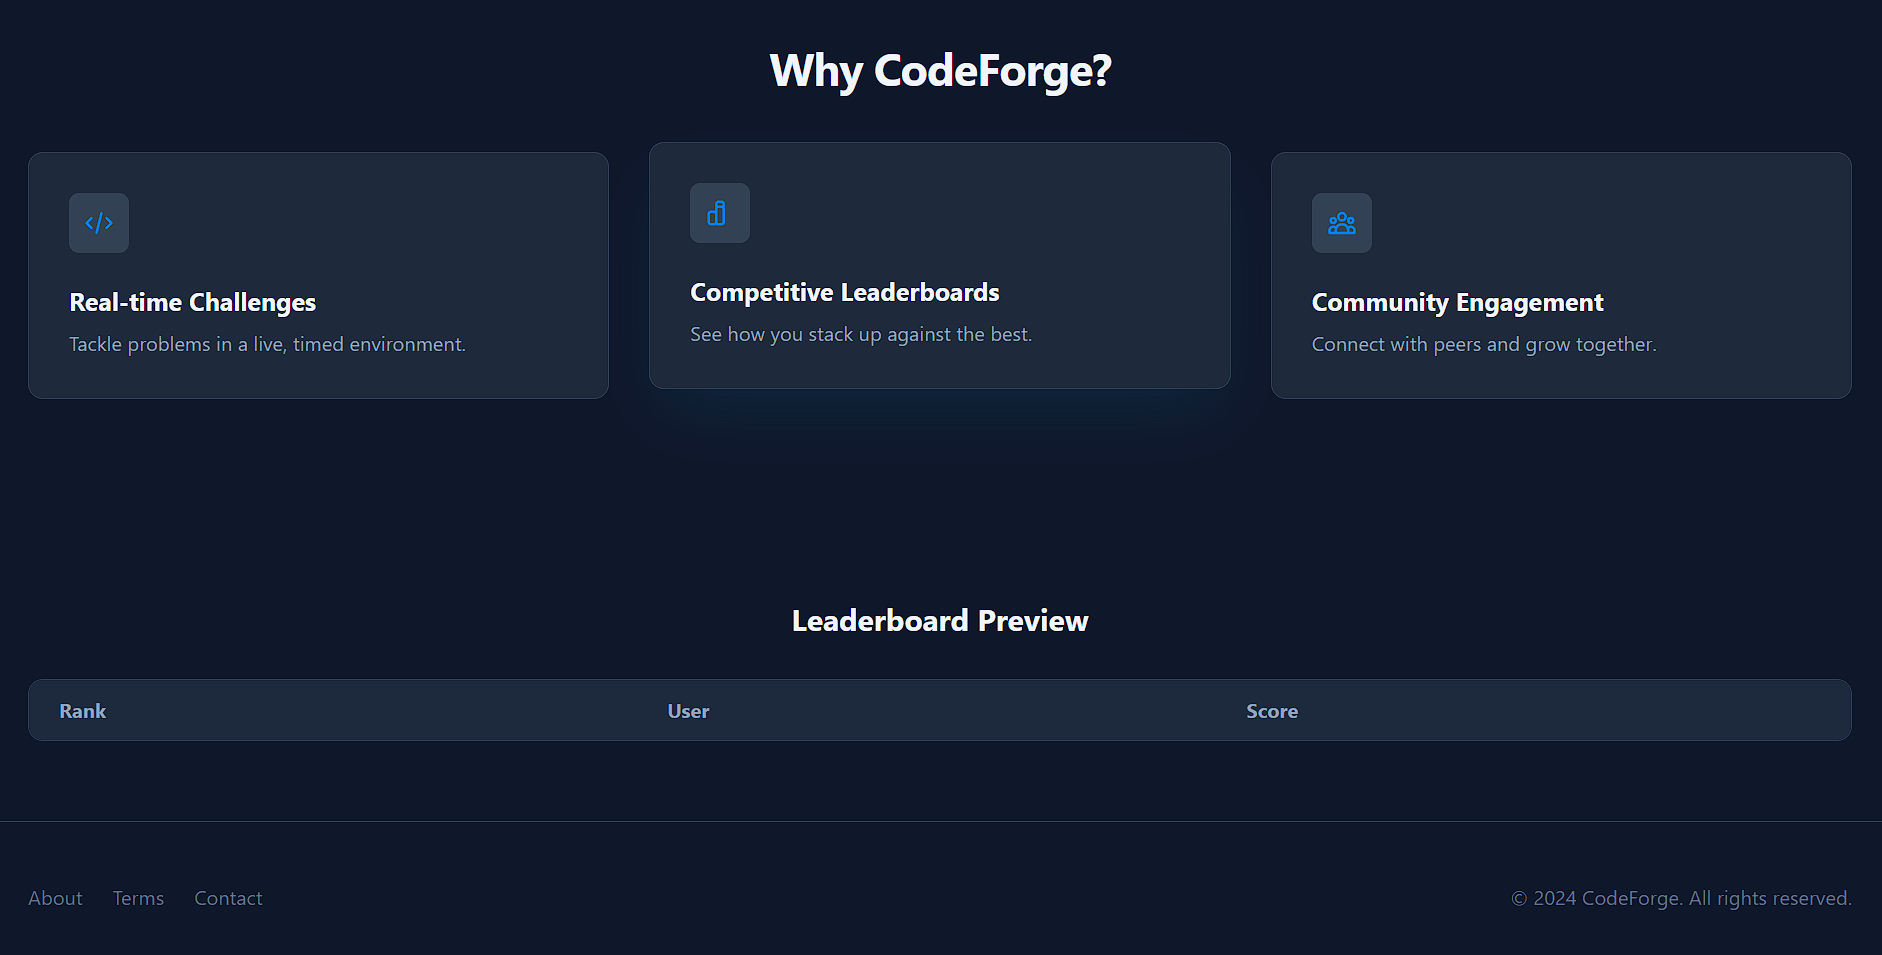 Why CodeForge?
Real-time Challenges
Tackle problems in a live, timed environment.
Competitive Leaderboards
See how you stack up against the best.
Community Engagement
Connect with peers and grow together.
Leaderboard Preview
Rank User Score
About Terms Contact © 2024 CodeForge. All rights reserved.